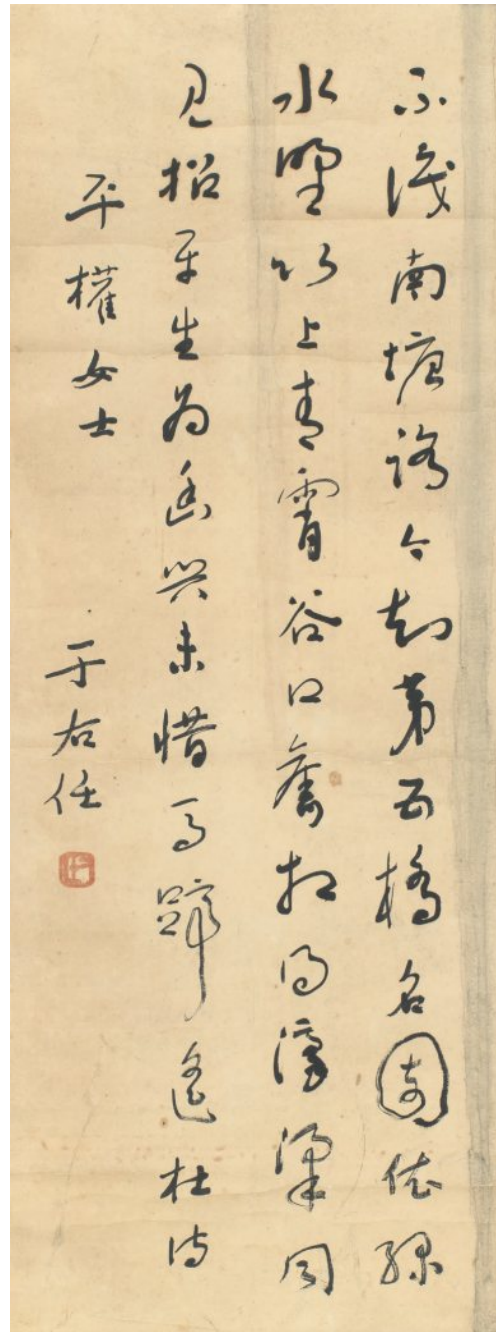 不識南塘路今知第五橋名園依綠
水野竹上青霄谷口舊相得濠梁同
見招平生為幽興未惜馬蹄遙杜詩
平權女士
于右任